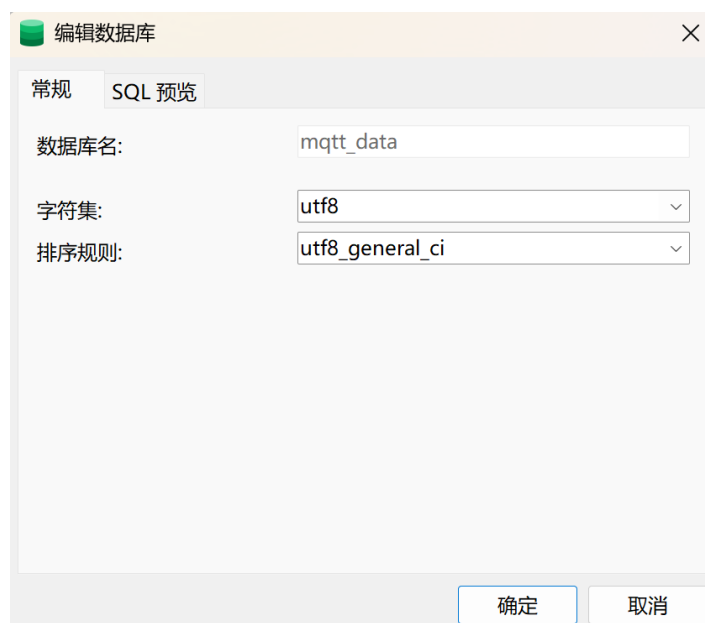 编辑数据库
常规 SQL 预览
数据库名: mqtt_data
字符集: utf8
排序规则: utf8_general_ci
确定 取消